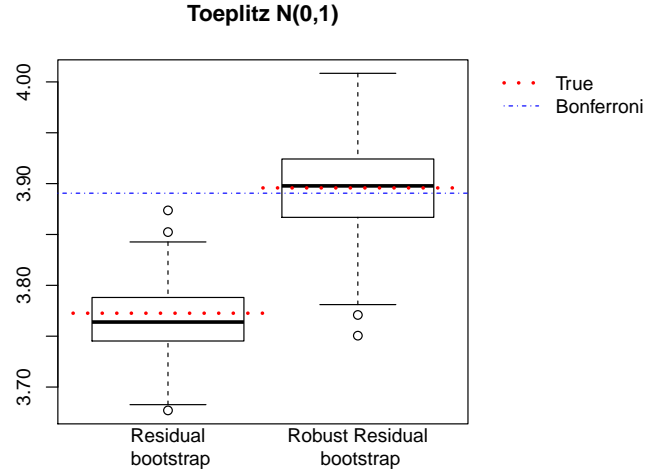 Toeplitz N(0,1)
True
Bonferroni
4.00
3.90
3.80
3.70
Residual
bootstrap
Robust Residual
bootstrap